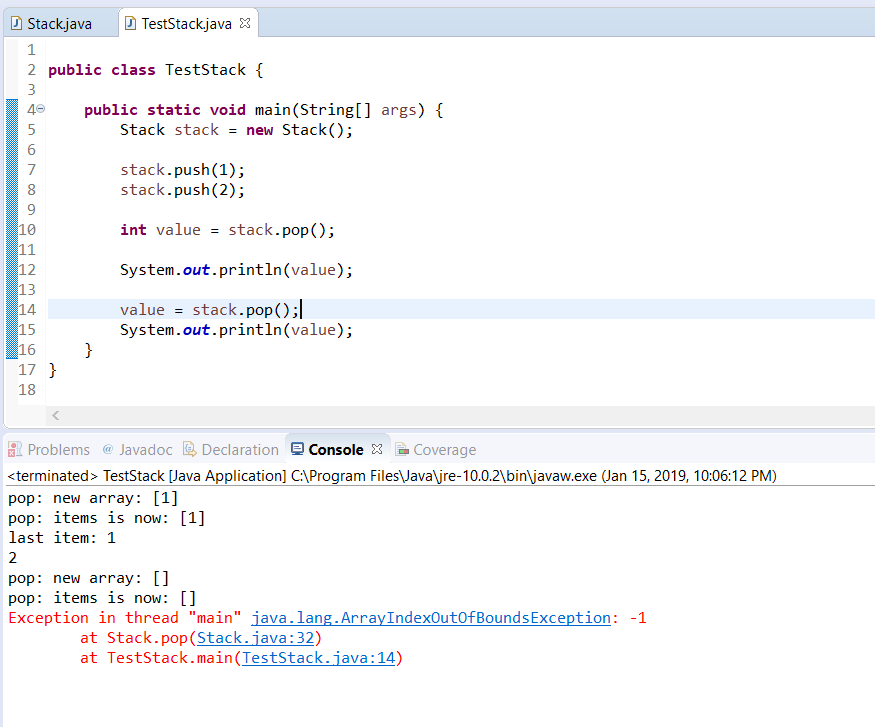 Stack.java TestStack.java
1
2 public class TestStack {
3
4 public static void main(String[] args) {
5 Stack stack = new Stack();
6
7 stack.push(1);
8 stack.push(2);
9
10 int value = stack.pop();
11
12 System.out.println(value);
13
14 value = stack.pop();
15 System.out.println(value);
16 }
17 }
18
Problems @ Javadoc Declaration Console Coverage
<terminated> TestStack [Java Application] C:\Program Files\Java\jre-10.0.2\bin\javaw.exe (Jan 15, 2019, 10:06:12 PM)
pop: new array: [1]
pop: items is now: [1]
last item: 1
2
pop: new array: []
pop: items is now: []
Exception in thread "main" java.lang.ArrayIndexOutOfBoundsException: -1
at Stack.pop(Stack.java:32)
at TestStack.main(TestStack.java:14)